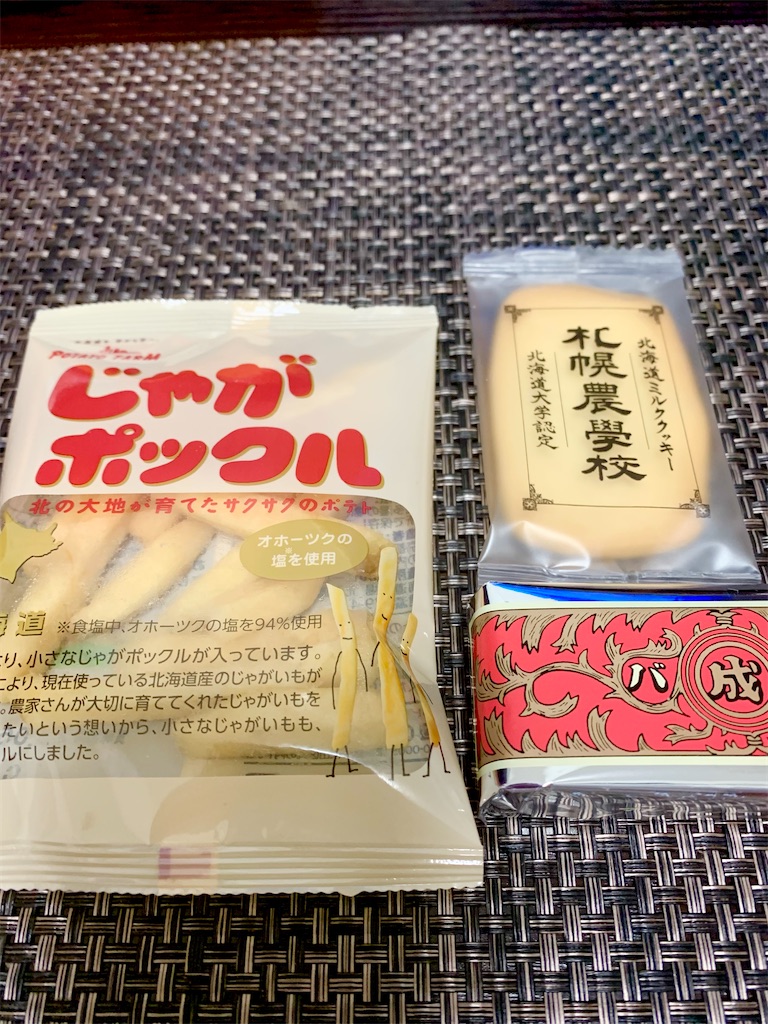 POTATO FARM
じゃが
ポックル
北の大地が育てたサクサクのポテト
オホーツクの
塩を使用
道 ※食塩中、オホーツクの塩を94%使用
り、小さなじゃがポックルが入っています。
により、現在使っている北海道産のじゃがいもが
。農家さんが大切に育ててくれたじゃがいもを
たいという想いから、小さなじゃがいもも、
ルにしました。
北海道ミルククッキー
札幌農學校
北海道大学認定
バ
成